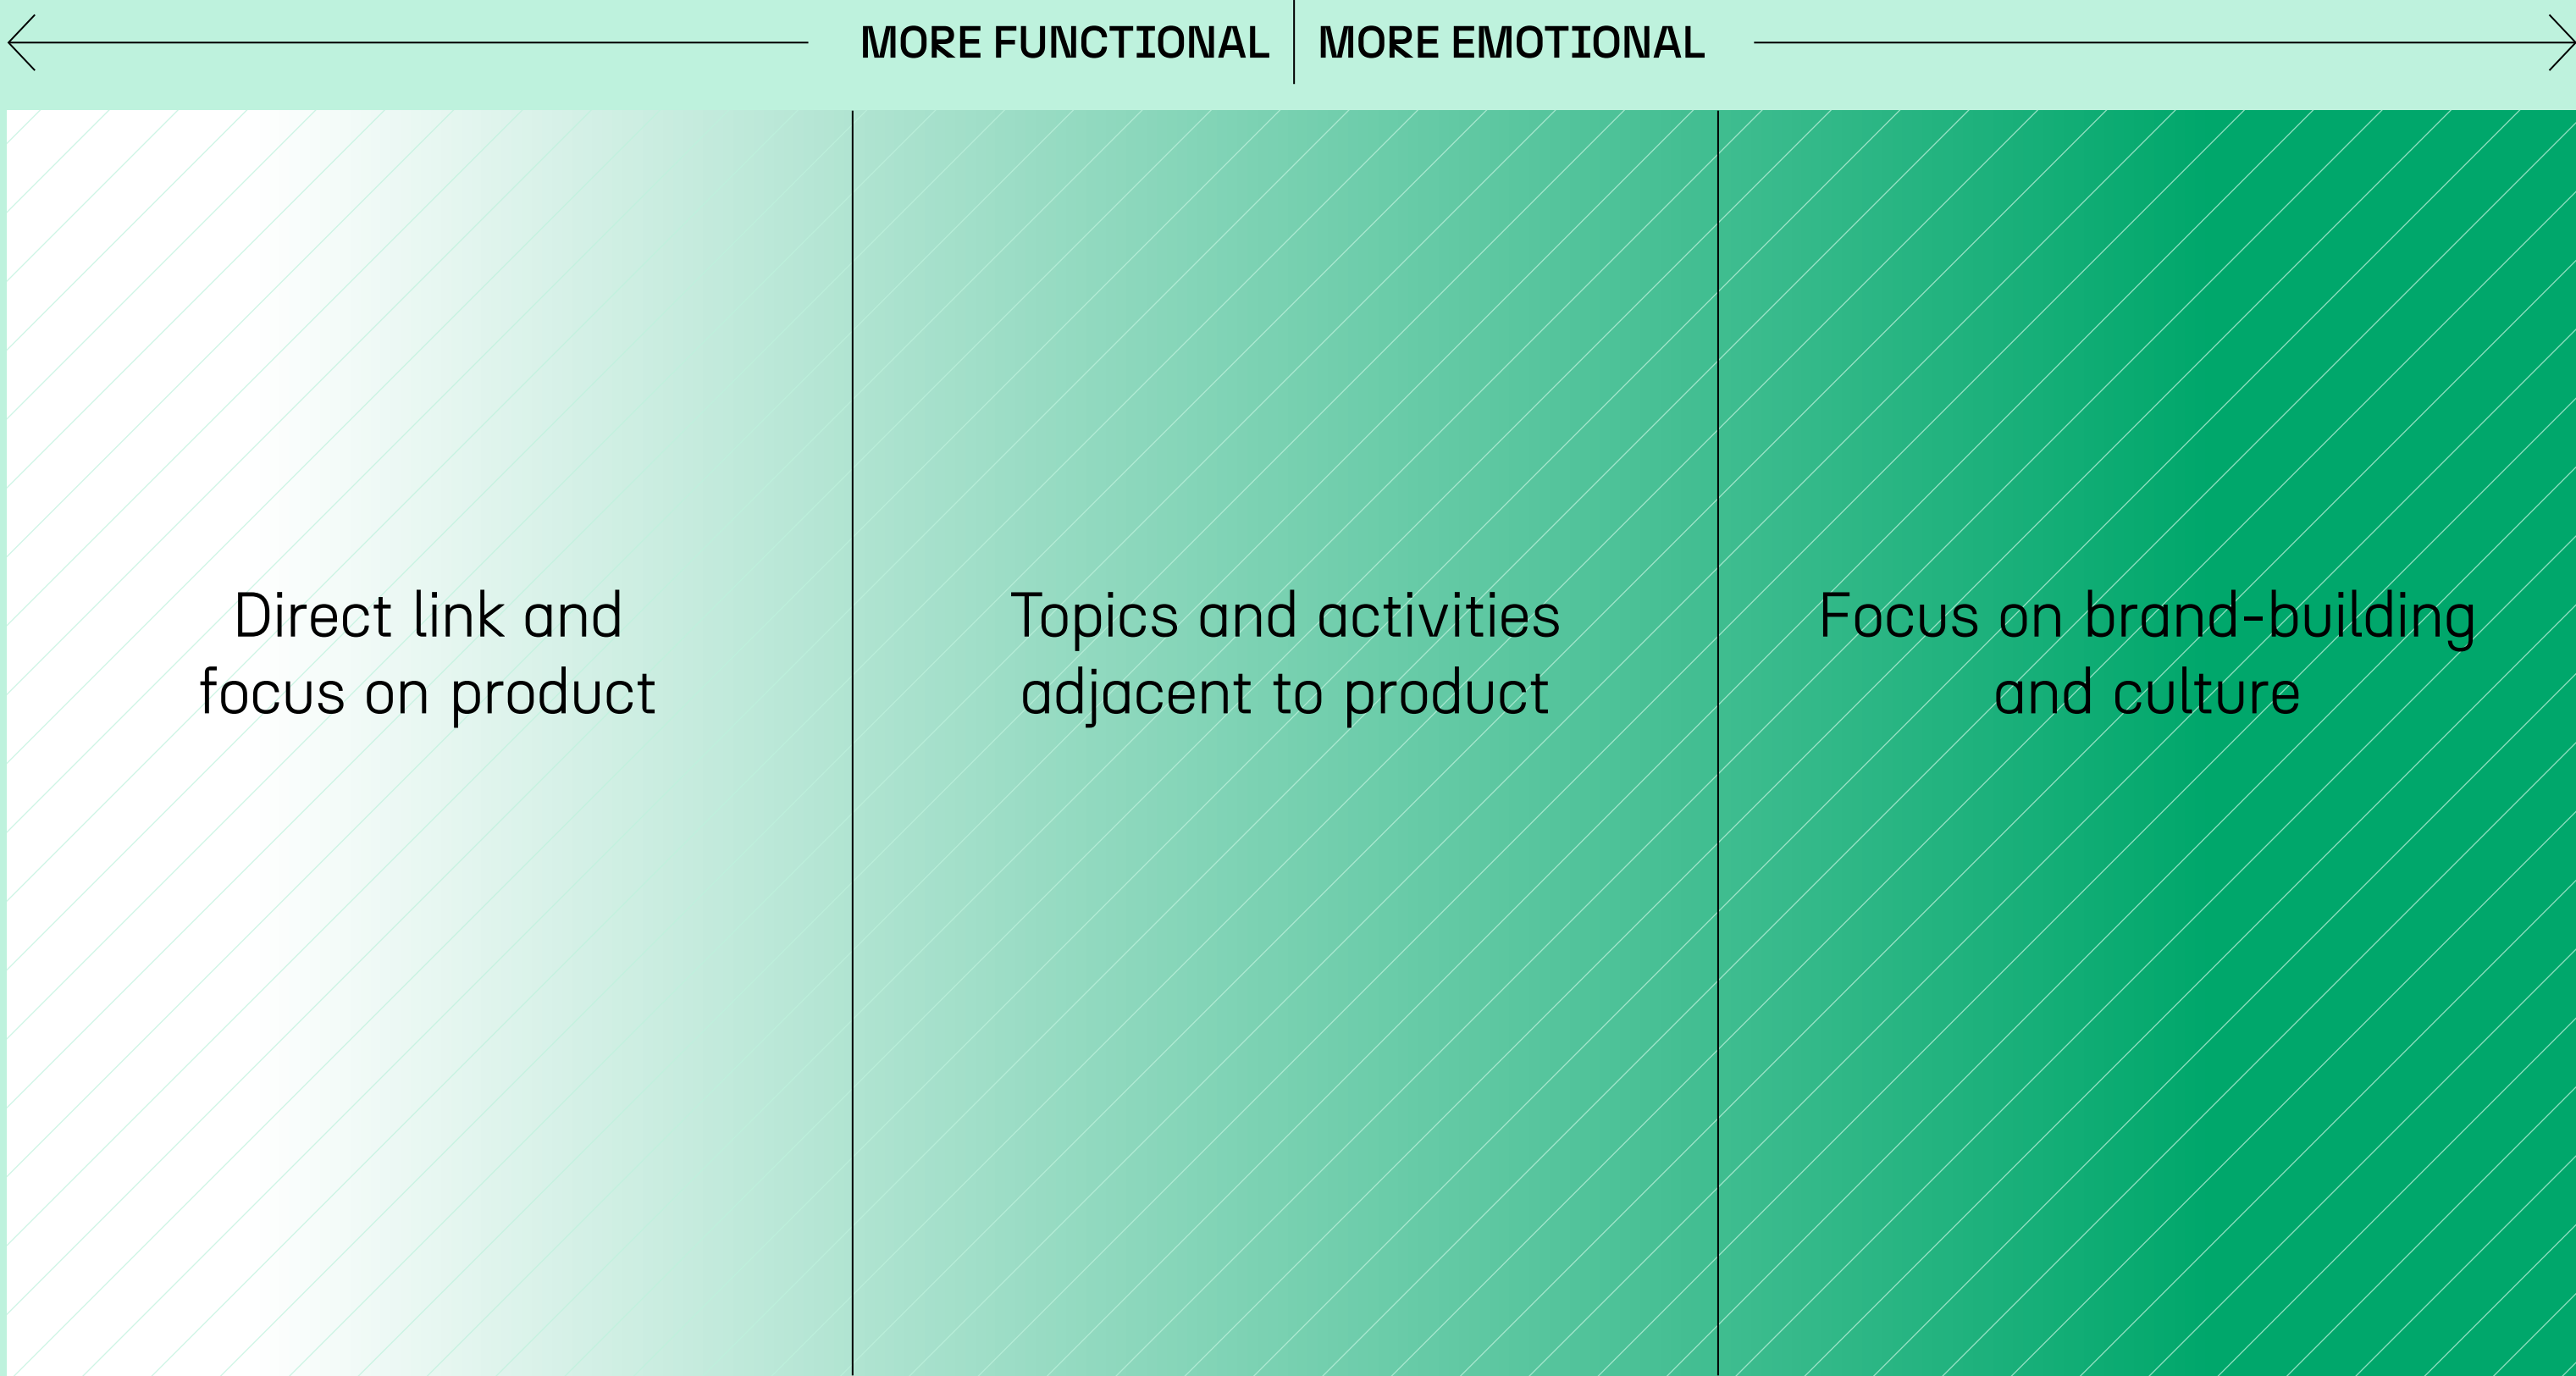 MORE FUNCTIONAL
MORE EMOTIONAL
Direct link and
focus on product
Topics and activities
adjacent to product
Focus on brand-building
and culture